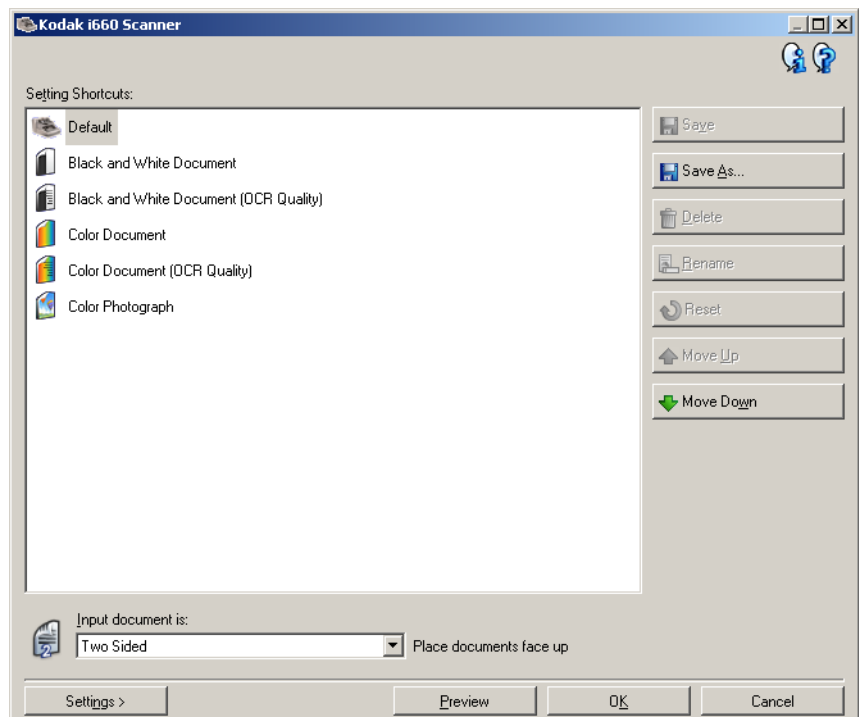 Kodak i660 Scanner
Setting Shortcuts:
Default
Black and White Document
Black and White Document (OCR Quality)
Color Document
Color Document (OCR Quality)
Color Photograph
Save
Save As...
Delete
Rename
Reset
Move Up
Move Down
Input document is:
2
Two Sided
Place documents face up
Settings >
Preview
OK
Cancel